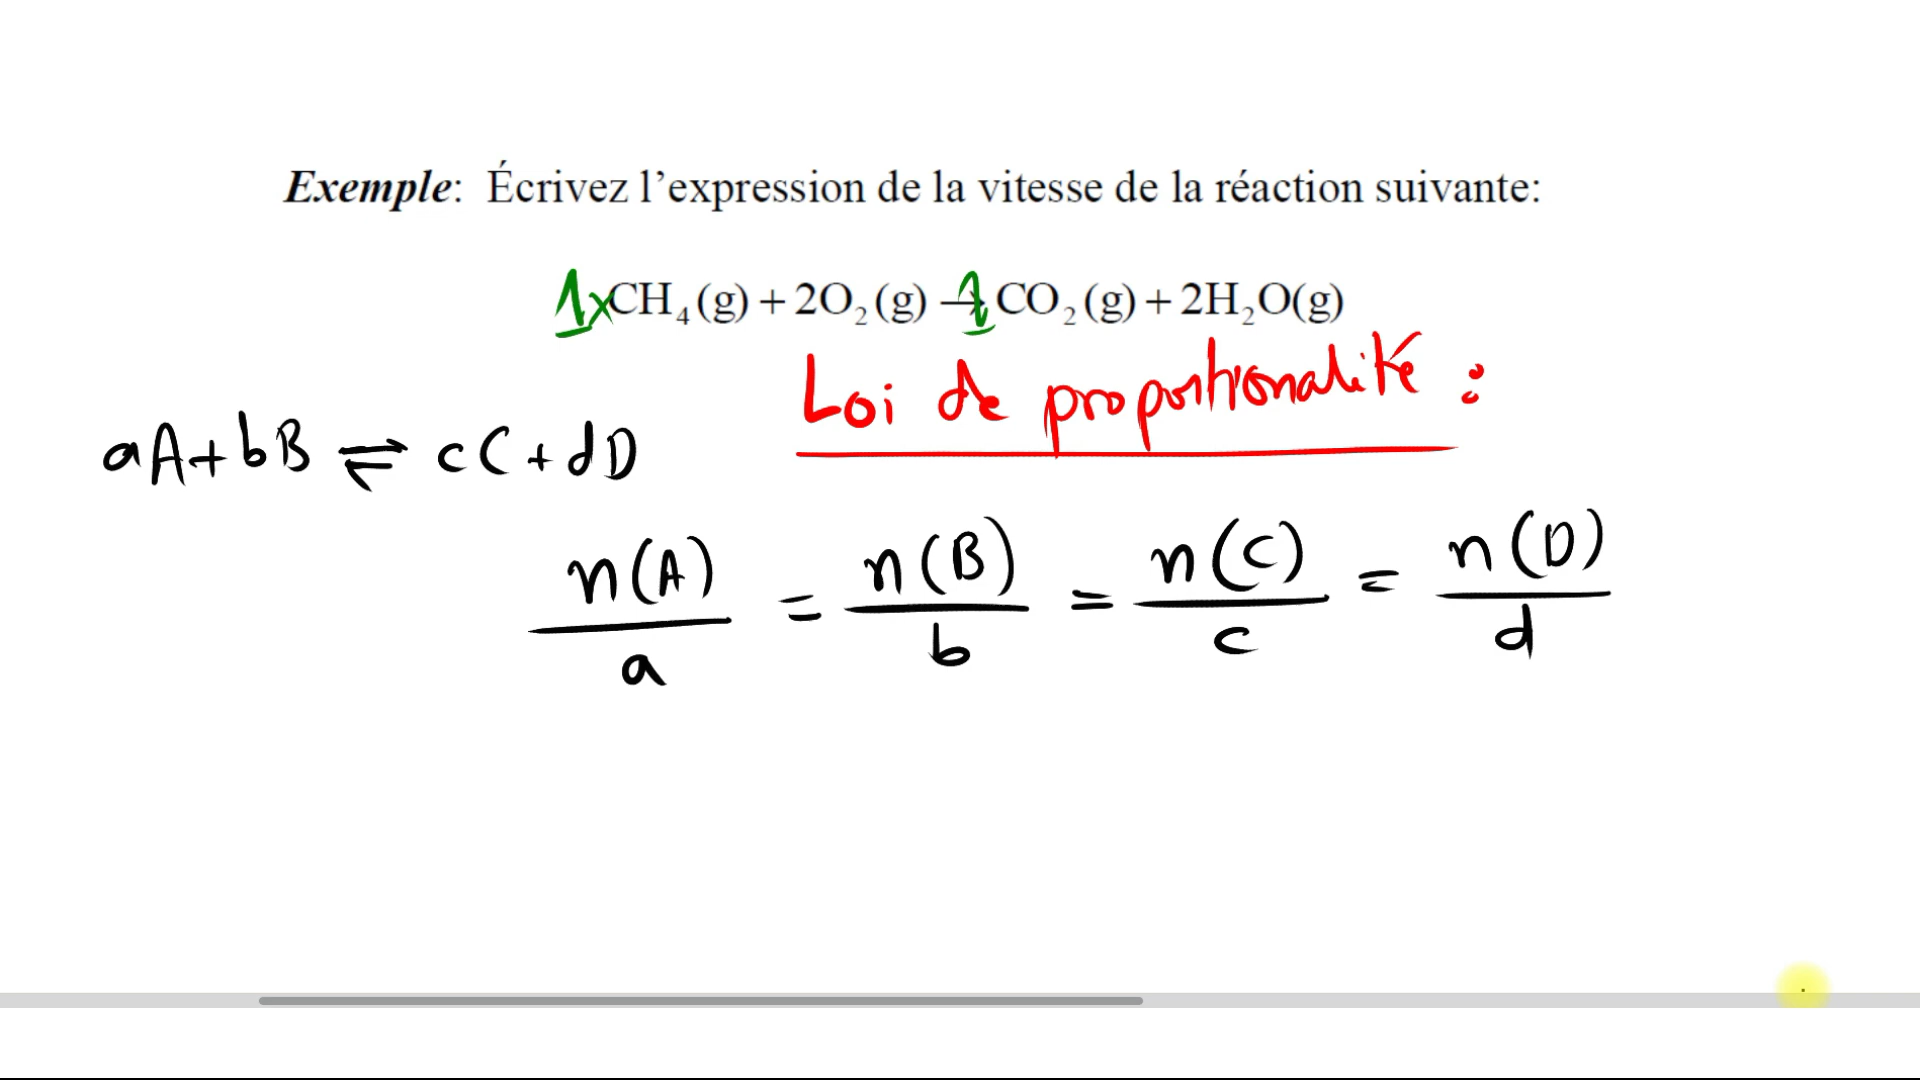 Exemple: Écrivez l'expression de la vitesse de la réaction suivante:
1xCH₄(g) + 2O₂(g) → 1 CO₂(g) + 2H₂O(g)
Loi de proportionalité :
aA+bB ⇌ cC+dD
n(A)/a = n(B)/b = n(C)/c = n(D)/d